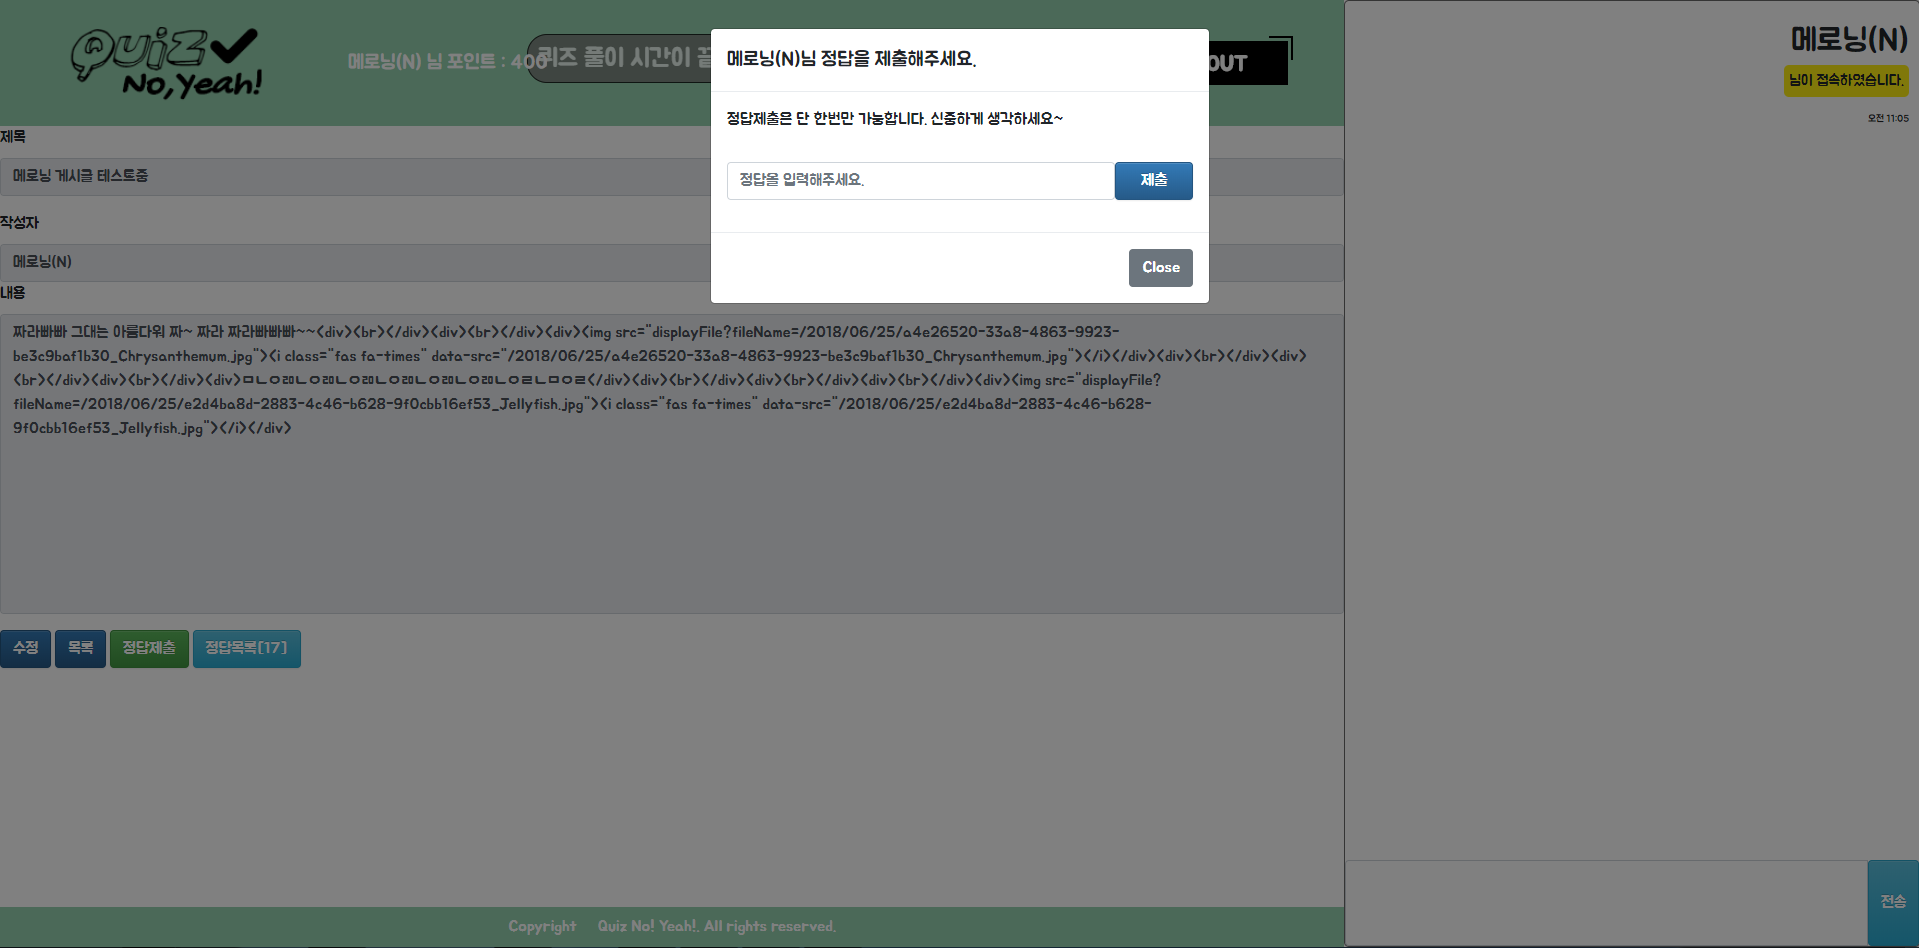 Quiz
No, Yeah!
메로닝(N) 님 포인트 : 400
퀴즈 풀이 시간이 끝
OUT
제목
메로닝 게시글 테스트중
작성자
메로닝(N)
내용
짜라빠빠 그대는 아름다워 짜~ 짜라 짜라빠빠빠~~<div><br></div><div><br></div><div><img src="displayFile?fileName=/2018/06/25/a4e26520-33a8-4863-9923-
be3c9baf1b30_Chrysanthemum.jpg"><i class="fas fa-times" data-src="/2018/06/25/a4e26520-33a8-4863-9923-be3c9baf1b30_Chrysanthemum.jpg"></i></div><div><br></div><div>
<br></div><div><br></div><div>ㅁㄴㅇㄻㄴㅇㄻㄴㅇㄻㄴㅇㄻㄴㅇㄻㄴㅇㄻㄴㅇㄹㄴㅁㅇㄹ</div><div><br></div><div><br></div><div><br></div><div><img src="displayFile?
fileName=/2018/06/25/e2d4ba8d-2883-4c46-b628-9f0cbb16ef53_Jellyfish.jpg"><i class="fas fa-times" data-src="/2018/06/25/e2d4ba8d-2883-4c46-b628-
9f0cbb16ef53_Jellyfish.jpg"></i></div>
수정 목록 정답제출 정답목록[17]
Copyright Quiz No! Yeah!. All rights reserved.
메로닝(N)님 정답을 제출해주세요.
정답제출은 단 한번만 가능합니다. 신중하게 생각하세요~
정답을 입력해주세요.
제출
Close
메로닝(N)
님이 접속하였습니다.
오전 11:05
전송